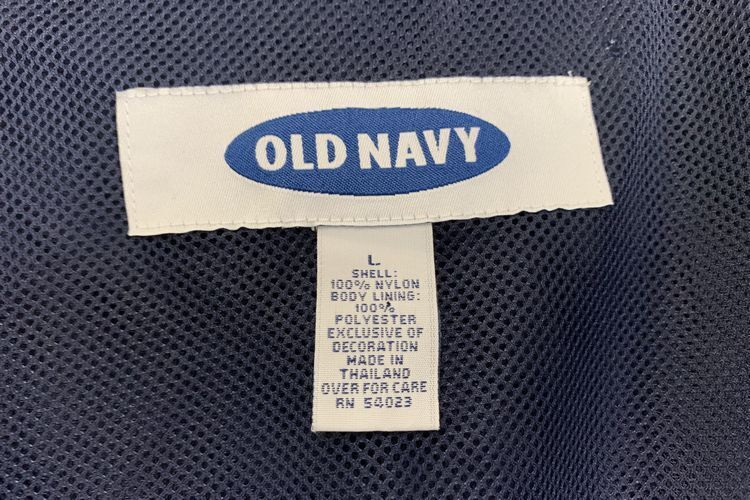 OLD NAVY
L
SHELL:
100% NYLON
BODY LINING:
100%
POLYESTER
EXCLUSIVE OF
DECORATION
MADE IN
THAILAND
OVER FOR CARE
RN 54023